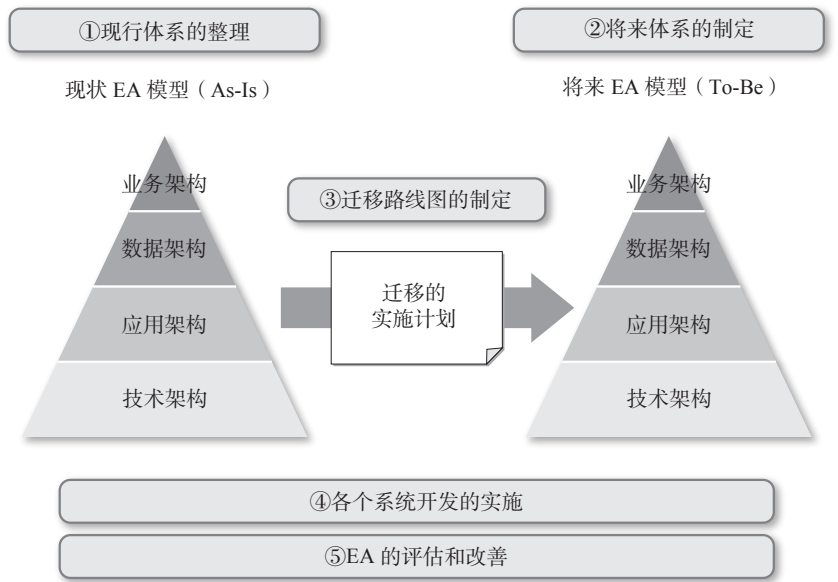 ①现行体系的整理
②将来体系的制定
现状 EA 模型（As-Is）
将来 EA 模型（To-Be）
业务架构
数据架构
应用架构
技术架构
③迁移路线图的制定
迁移的
实施计划
业务架构
数据架构
应用架构
技术架构
④各个系统开发的实施
⑤EA 的评估和改善